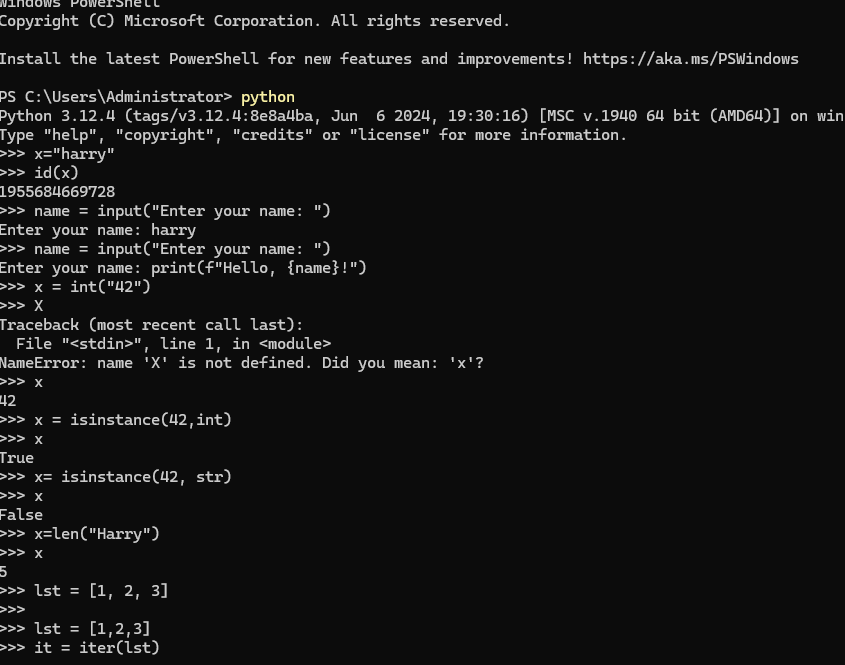 Windows PowerShell
Copyright (C) Microsoft Corporation. All rights reserved.
Install the latest PowerShell for new features and improvements! https://aka.ms/PSWindows
PS C:\Users\Administrator> python
Python 3.12.4 (tags/v3.12.4:8e8a4ba, Jun  6 2024, 19:30:16) [MSC v.1940 64 bit (AMD64)] on win
Type "help", "copyright", "credits" or "license" for more information.
>>> x="harry"
>>> id(x)
1955684669728
>>> name = input("Enter your name: ")
Enter your name: harry
>>> name = input("Enter your name: ")
Enter your name: print(f"Hello, {name}!")
>>> x = int("42")
>>> X
Traceback (most recent call last):
  File "<stdin>", line 1, in <module>
NameError: name 'X' is not defined. Did you mean: 'x'?
>>> x
42
>>> x = isinstance(42,int)
>>> x
True
>>> x= isinstance(42, str)
>>> x
False
>>> x=len("Harry")
>>> x
5
>>> lst = [1, 2, 3]
>>>
>>> lst = [1,2,3]
>>> it = iter(lst)